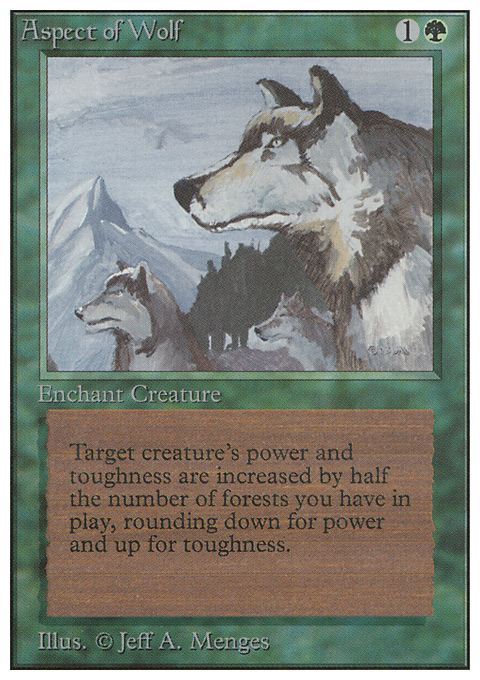 Aspect of Wolf 1
Enchant Creature
Target creature's power and
toughness are increased by half
the number of forests you have in
play, rounding down for power
and up for toughness.
Illus. © Jeff A. Menges